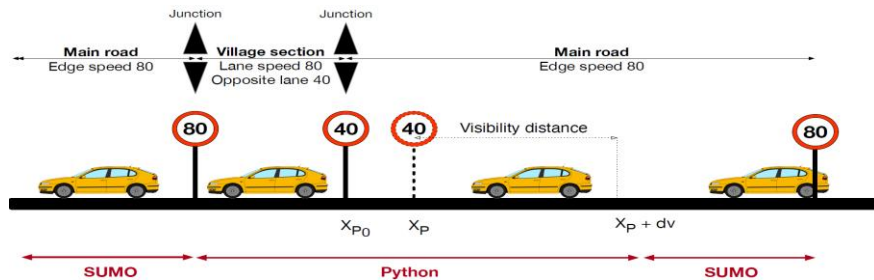 Junction
Junction
Main road
Edge speed 80
Village section
Lane speed 80
Opposite lane 40
Main road
Edge speed 80
80
40
40
Visibility distance
80
XP0
XP
XP + dv
SUMO
Python
SUMO